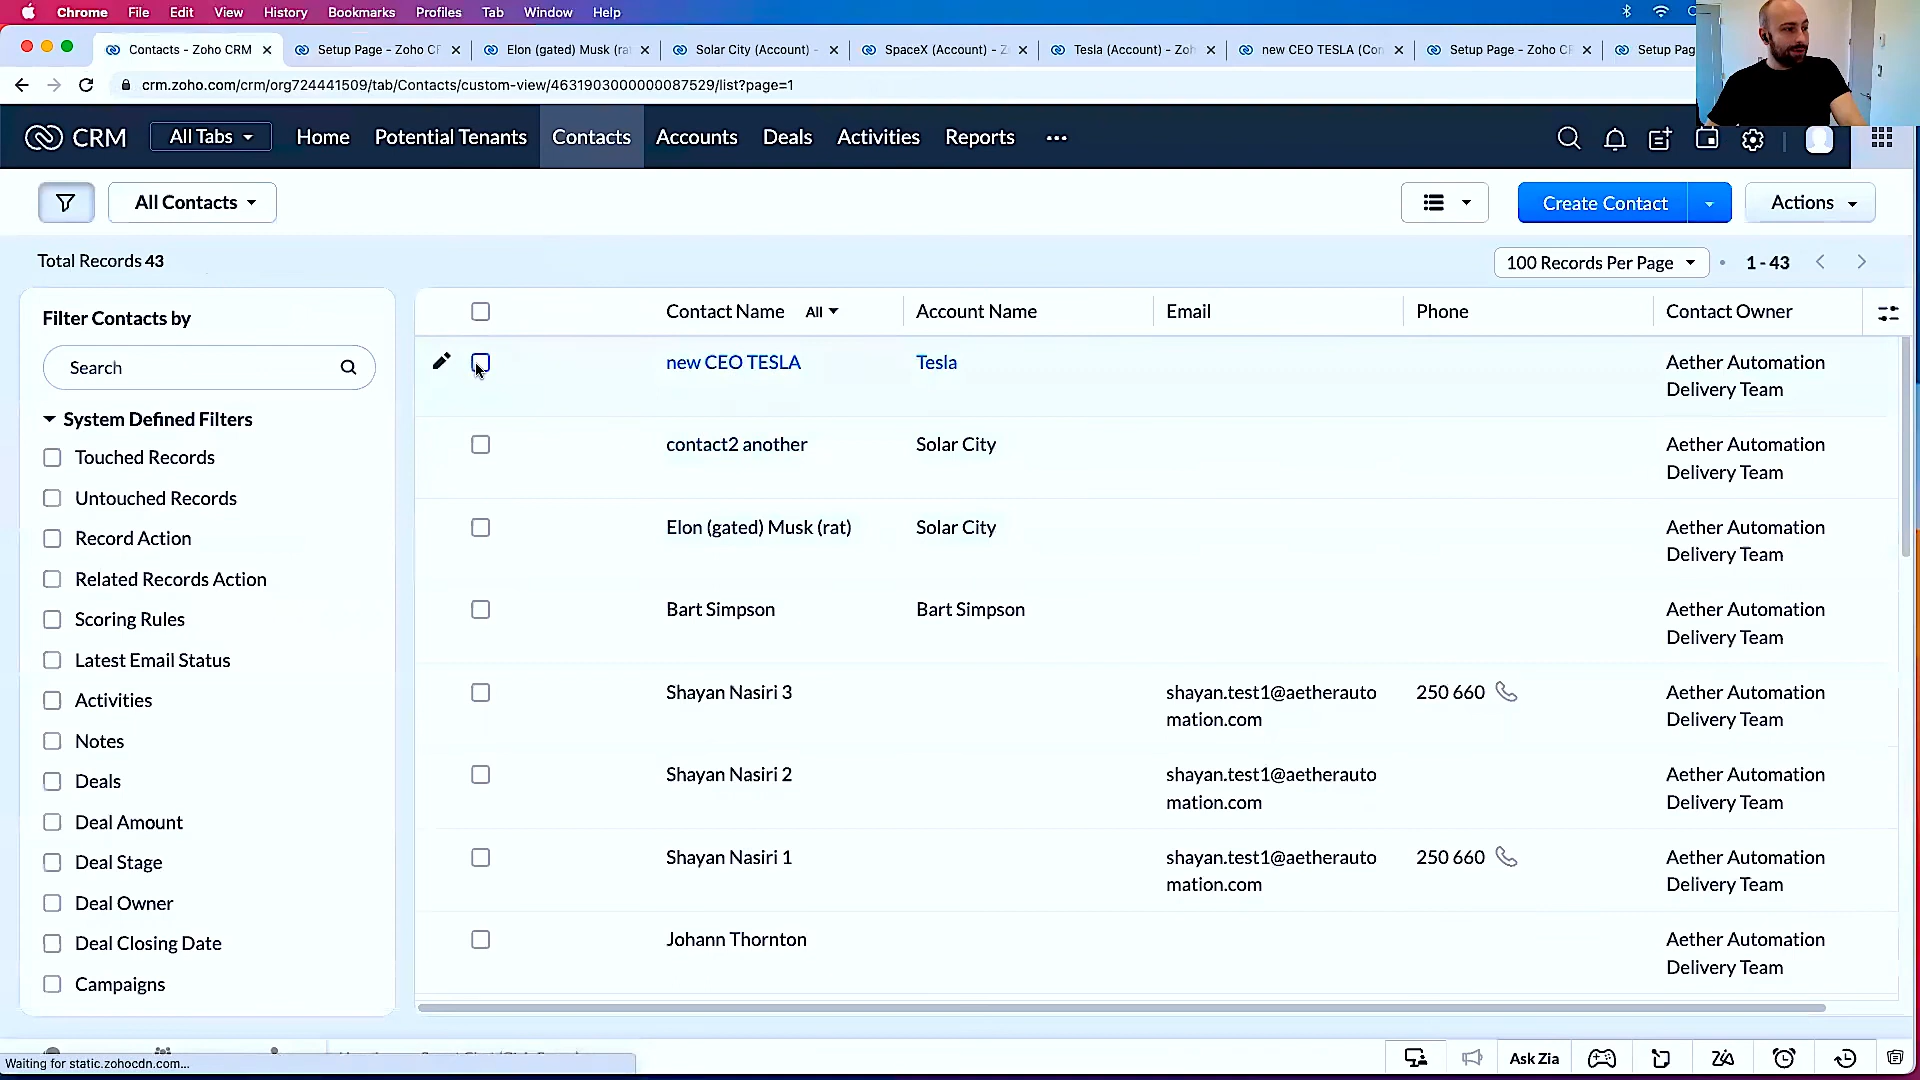 Chrome File Edit View History Bookmarks Profiles Tab Window Help
Contacts - Zoho CRM
Setup Page - Zoho CF
Elon (gated) Musk (ra
Solar City (Account) -
SpaceX (Account) - Z
Tesla (Account) - Zoh
new CEO TESLA (Con
Setup Page - Zoho C
Setup Pag
crm.zoho.com/crm/org724441509/tab/Contacts/custom-view/4631903000000087529/list?page=1
CRM All Tabs Home Potential Tenants Contacts Accounts Deals Activities Reports
All Contacts Create Contact Actions
Total Records 43 100 Records Per Page 1 - 43
Filter Contacts by
Search
System Defined Filters
Touched Records
Untouched Records
Record Action
Related Records Action
Scoring Rules
Latest Email Status
Activities
Notes
Deals
Deal Amount
Deal Stage
Deal Owner
Deal Closing Date
Campaigns
Contact Name All Account Name Email Phone Contact Owner
new CEO TESLA Tesla Aether Automation
Delivery Team
contact2 another Solar City Aether Automation
Delivery Team
Elon (gated) Musk (rat) Solar City Aether Automation
Delivery Team
Bart Simpson Bart Simpson Aether Automation
Delivery Team
Shayan Nasiri 3 shayan.test1@aetherauto 250 660 Aether Automation
mation.com Delivery Team
Shayan Nasiri 2 shayan.test1@aetherauto Aether Automation
mation.com Delivery Team
Shayan Nasiri 1 shayan.test1@aetherauto 250 660 Aether Automation
mation.com Delivery Team
Johann Thornton Aether Automation
Delivery Team
Waiting for static.zohocdn.com...
Ask Zia